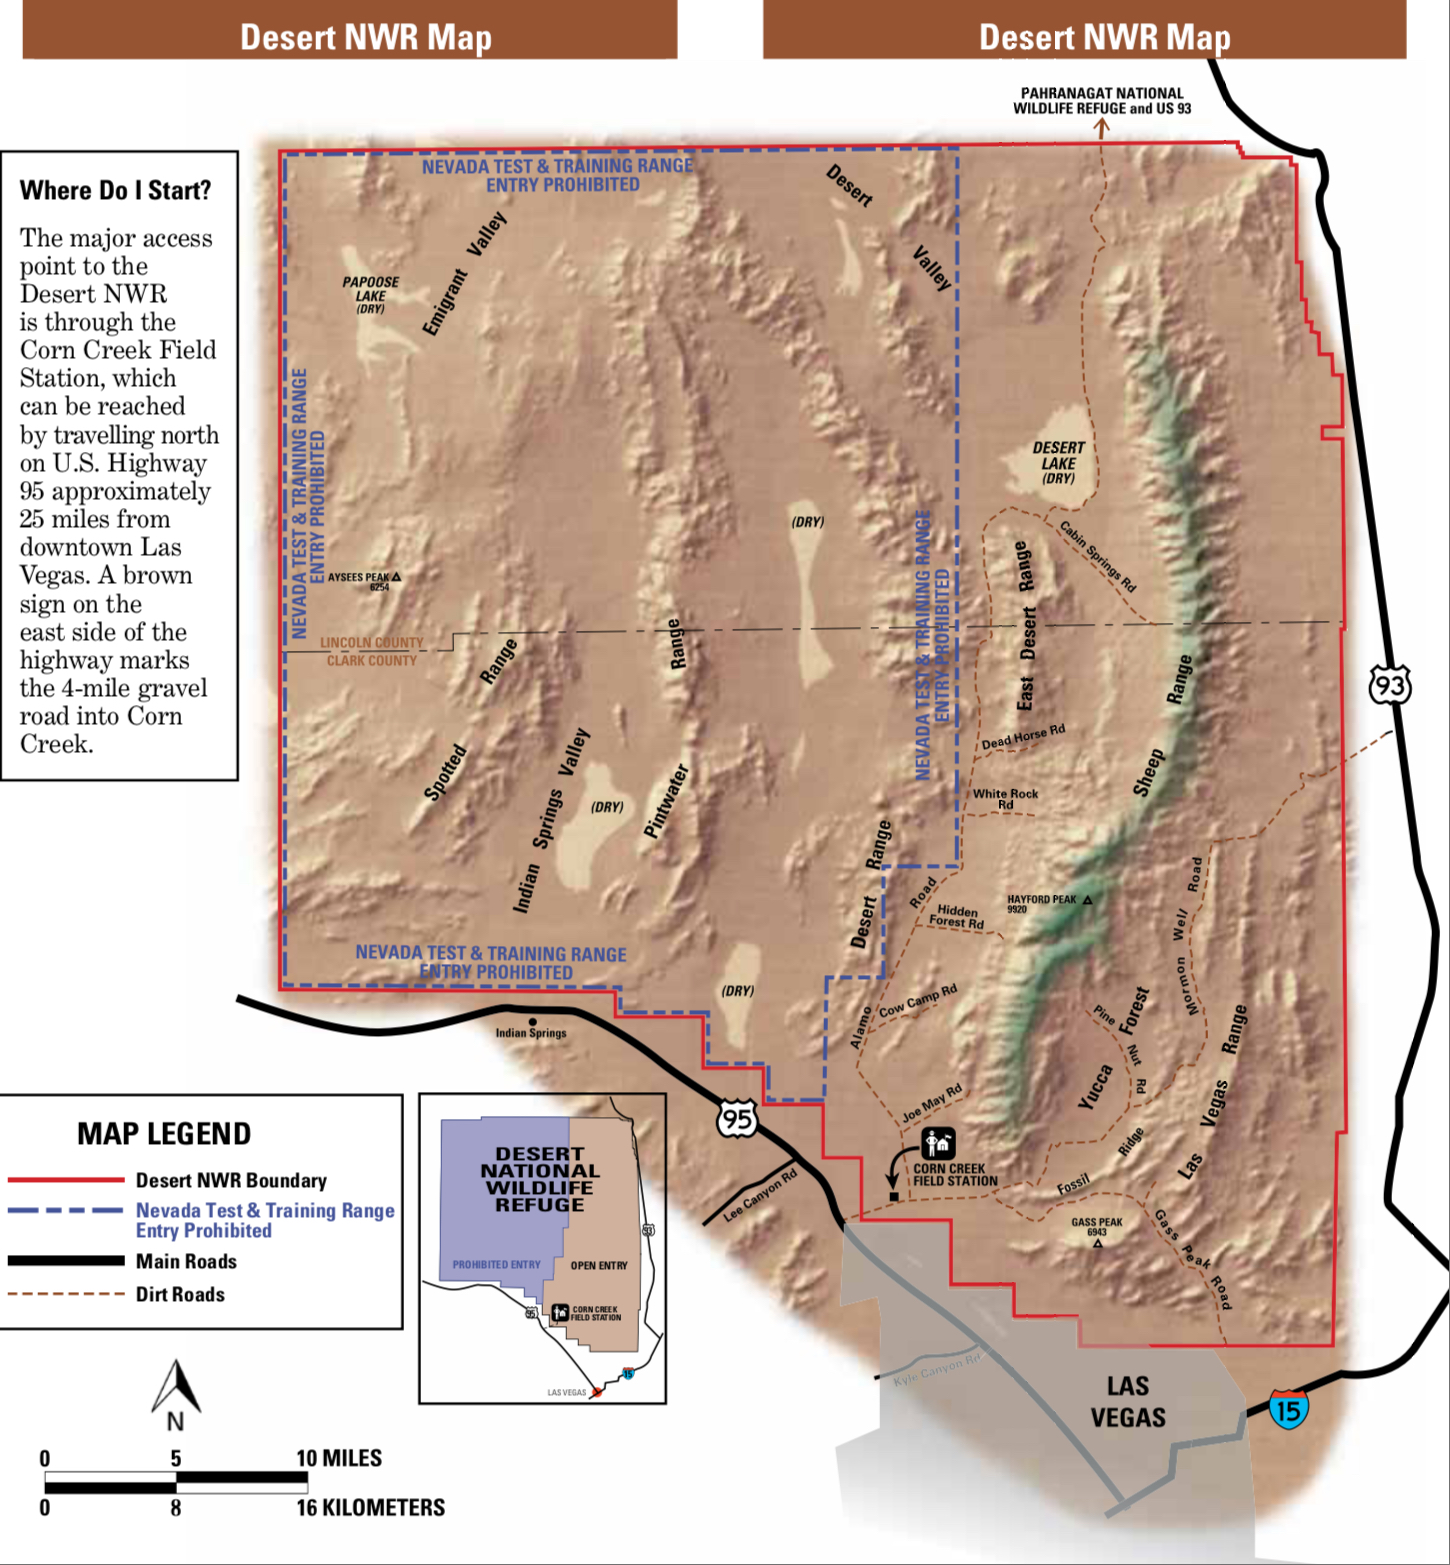 Desert NWR Map
Desert NWR Map
PAHRANAGAT NATIONAL
WILDLIFE REFUGE and US 93
Where Do I Start?
The major access
point to the
Desert NWR
is through the
Corn Creek Field
Station, which
can be reached
by travelling north
on U.S. Highway
95 approximately
25 miles from
downtown Las
Vegas. A brown
sign on the
east side of the
highway marks
the 4-mile gravel
road into Corn
Creek.
NEVADA TEST & TRAINING RANGE
ENTRY PROHIBITED
Desert
Valley
Emigrant Valley
PAPOOSE
LAKE
(DRY)
NEVADA TEST & TRAINING RANGE
ENTRY PROHIBITED
DESERT
LAKE
(DRY)
(DRY)
NEVADA TEST & TRAINING RANGE
ENTRY PROHIBITED
Cabin Springs Rd
AYSEES PEAK
6254
East Desert Range
LINCOLN COUNTY
CLARK COUNTY
Spotted Range
Pintwater Range
Sheep Range
93
Dead Horse Rd
Indian Springs Valley
(DRY)
White Rock
Rd
Desert Range
Alamo Road
HAYFORD PEAK
9920
Hidden
Forest Rd
Mormon Well Road
NEVADA TEST & TRAINING RANGE
ENTRY PROHIBITED
(DRY)
Cow Camp Rd
Pine Nut Rd
Yucca Forest
Las Vegas Range
Indian Springs
Joe May Rd
95
CORN CREEK
FIELD STATION
Lee Canyon Rd
Fossil Ridge
GASS PEAK
6943
Gass Peak Road
Kyle Canyon Rd
LAS
VEGAS
15
MAP LEGEND
Desert NWR Boundary
Nevada Test & Training Range
Entry Prohibited
Main Roads
Dirt Roads
DESERT
NATIONAL
WILDLIFE
REFUGE
93
PROHIBITED ENTRY
OPEN ENTRY
95
CORN CREEK
FIELD STATION
15
LAS VEGAS
N
0 5 10 MILES
0 8 16 KILOMETERS